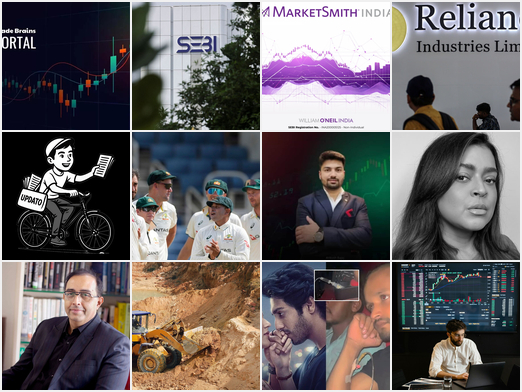 ade Brains
ORTAL
SEBI
MARKETSMITH INDIA
WILLIAM O'NEIL INDIA
Relian
Industries Lim
UPDATO